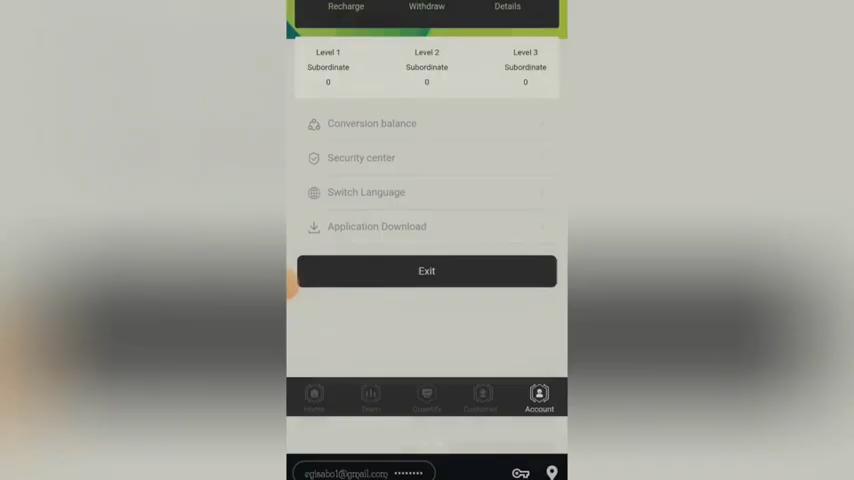 Recharge Withdraw Details
Level 1 Level 2 Level 3
Subordinate Subordinate Subordinate
0 0 0
Conversion balance
Security center
Switch Language
Application Download
Exit
Home Team Quantify Customer Account
egisabo1@gmail.com ••••••••